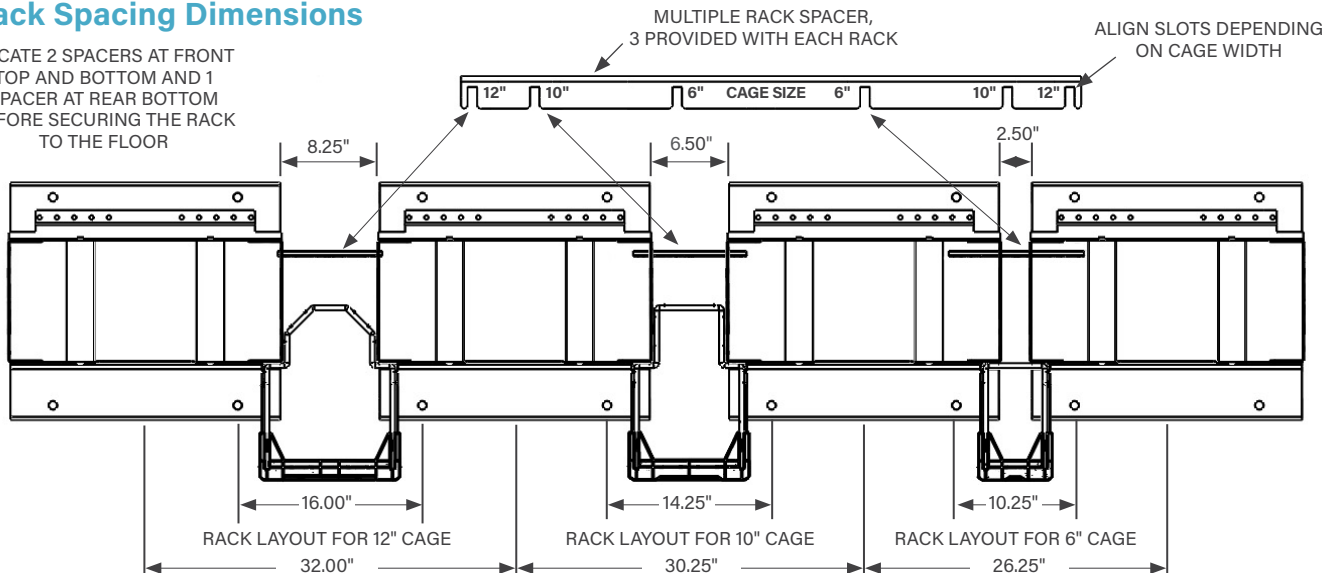 ack Spacing Dimensions
CATE 2 SPACERS AT FRONT
TOP AND BOTTOM AND 1
PACER AT REAR BOTTOM
FORE SECURING THE RACK
TO THE FLOOR
MULTIPLE RACK SPACER,
3 PROVIDED WITH EACH RACK
ALIGN SLOTS DEPENDING
ON CAGE WIDTH
12" 10" 6" CAGE SIZE 6" 10" 12"
8.25" 6.50" 2.50"
16.00" 14.25" 10.25"
RACK LAYOUT FOR 12" CAGE RACK LAYOUT FOR 10" CAGE RACK LAYOUT FOR 6" CAGE
32.00" 30.25" 26.25"